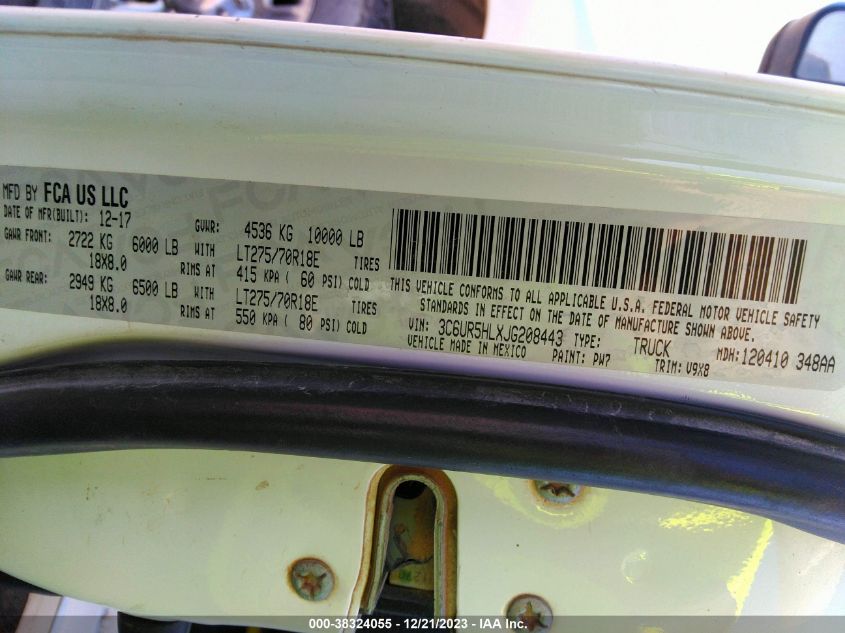 MFD BY FCA US LLC
DATE OF MFR(BUILT): 12-17 GVWR: 4536 KG 10000 LB
GAWR FRONT: 2722 KG 6000 LB WITH LT275/70R18E TIRES
18X8.0 RIMS AT 415 KPA ( 60 PSI) COLD
GAWR REAR: 2949 KG 6500 LB WITH LT275/70R18E TIRES
18X8.0 RIMS AT 550 KPA ( 80 PSI) COLD
THIS VEHICLE CONFORMS TO ALL APPLICABLE U.S.A. FEDERAL MOTOR VEHICLE SAFETY
STANDARDS IN EFFECT ON THE DATE OF MANUFACTURE SHOWN ABOVE.
VIN: 3C6UR5HLXJG208443 TYPE: TRUCK MDH: 120410 348AA
VEHICLE MADE IN MEXICO PAINT: PW7 TRIM: V9X8
000-38324055 - 12/21/2023 - IAA Inc.